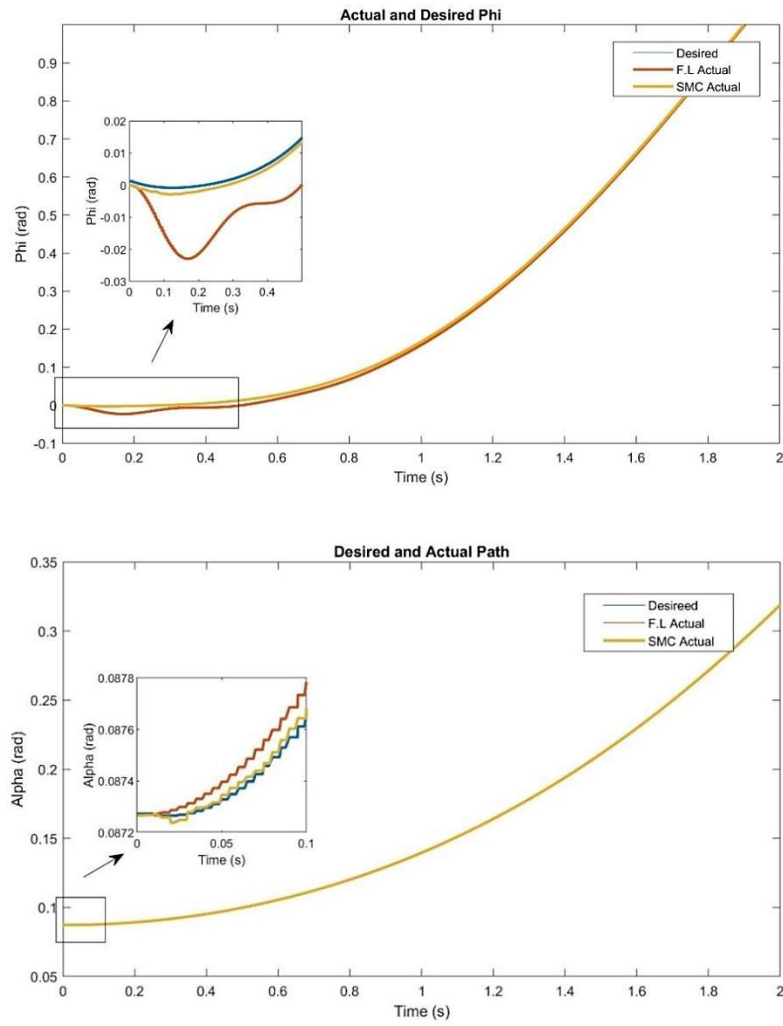 Actual and Desired Phi
Desired
F.L Actual
SMC Actual
0.9
0.8
0.7
0.6
0.5
0.4
0.3
0.2
0.1
0
-0.1
Phi (rad)
0.02
0.01
0
-0.01
-0.02
-0.03
Phi (rad)
0 0.1 0.2 0.3 0.4
Time (s)
0 0.2 0.4 0.6 0.8 1 1.2 1.4 1.6 1.8 2
Time (s)
Desired and Actual Path
Desireed
F.L Actual
SMC Actual
0.35
0.3
0.25
0.2
0.15
0.1
0.05
Alpha (rad)
0.0878
0.0876
0.0874
0.0872
Alpha (rad)
0 0.05 0.1
Time (s)
0 0.2 0.4 0.6 0.8 1 1.2 1.4 1.6 1.8 2
Time (s)